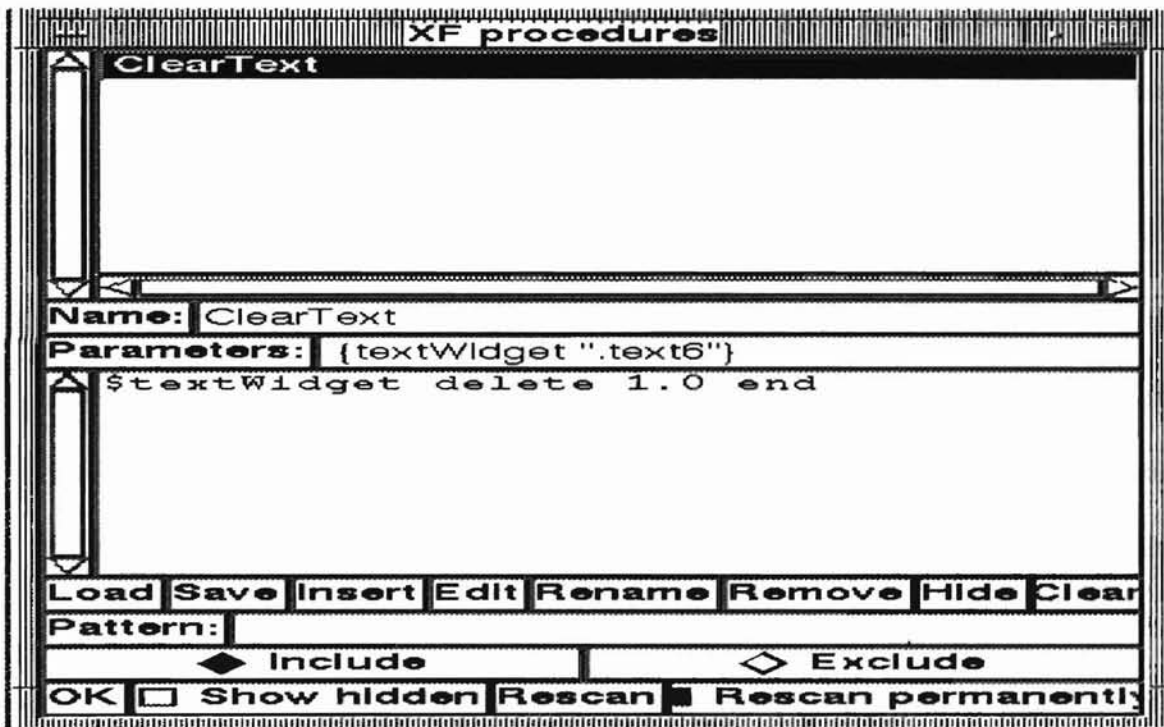 XF procedures
ClearText
Name: ClearText
Parameters: {textWidget ".text6"}
$textWidget delete 1.0 end
Load Save Insert Edit Rename Remove Hide Clear
Pattern:
Include Exclude
OK Show hidden Rescan Rescan permanently